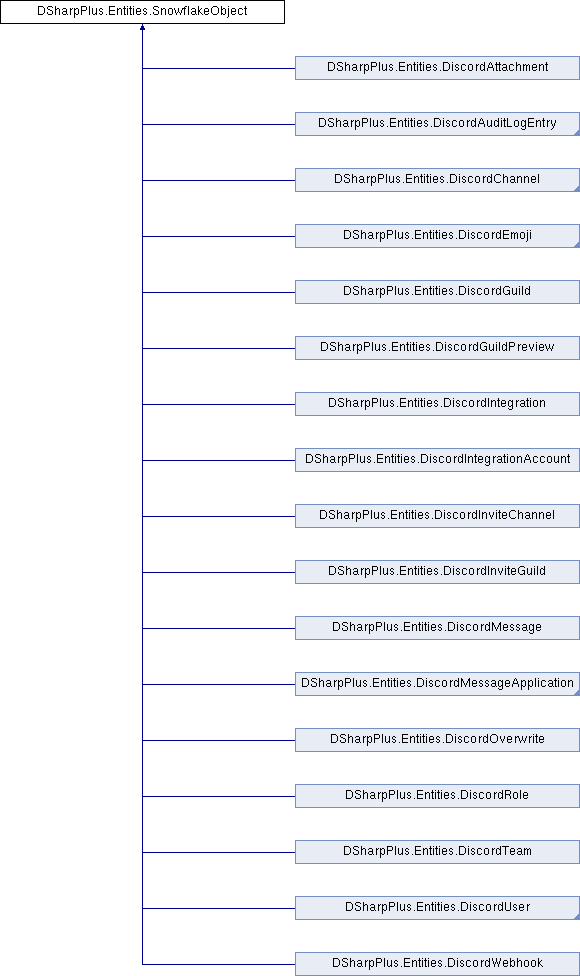 DSharpPlus.Entities.SnowflakeObject
DSharpPlus.Entities.DiscordAttachment
DSharpPlus.Entities.DiscordAuditLogEntry
DSharpPlus.Entities.DiscordChannel
DSharpPlus.Entities.DiscordEmoji
DSharpPlus.Entities.DiscordGuild
DSharpPlus.Entities.DiscordGuildPreview
DSharpPlus.Entities.DiscordIntegration
DSharpPlus.Entities.DiscordIntegrationAccount
DSharpPlus.Entities.DiscordInviteChannel
DSharpPlus.Entities.DiscordInviteGuild
DSharpPlus.Entities.DiscordMessage
DSharpPlus.Entities.DiscordMessageApplication
DSharpPlus.Entities.DiscordOverwrite
DSharpPlus.Entities.DiscordRole
DSharpPlus.Entities.DiscordTeam
DSharpPlus.Entities.DiscordUser
DSharpPlus.Entities.DiscordWebhook